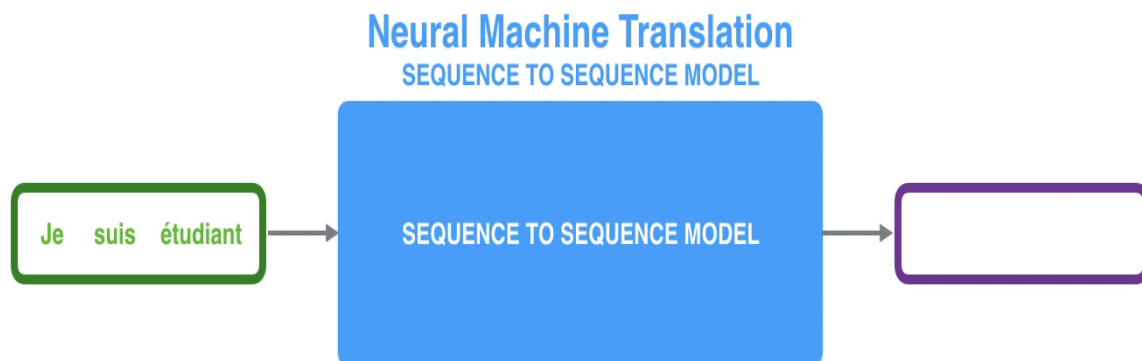 Neural Machine Translation
SEQUENCE TO SEQUENCE MODEL
Je suis étudiant
SEQUENCE TO SEQUENCE MODEL